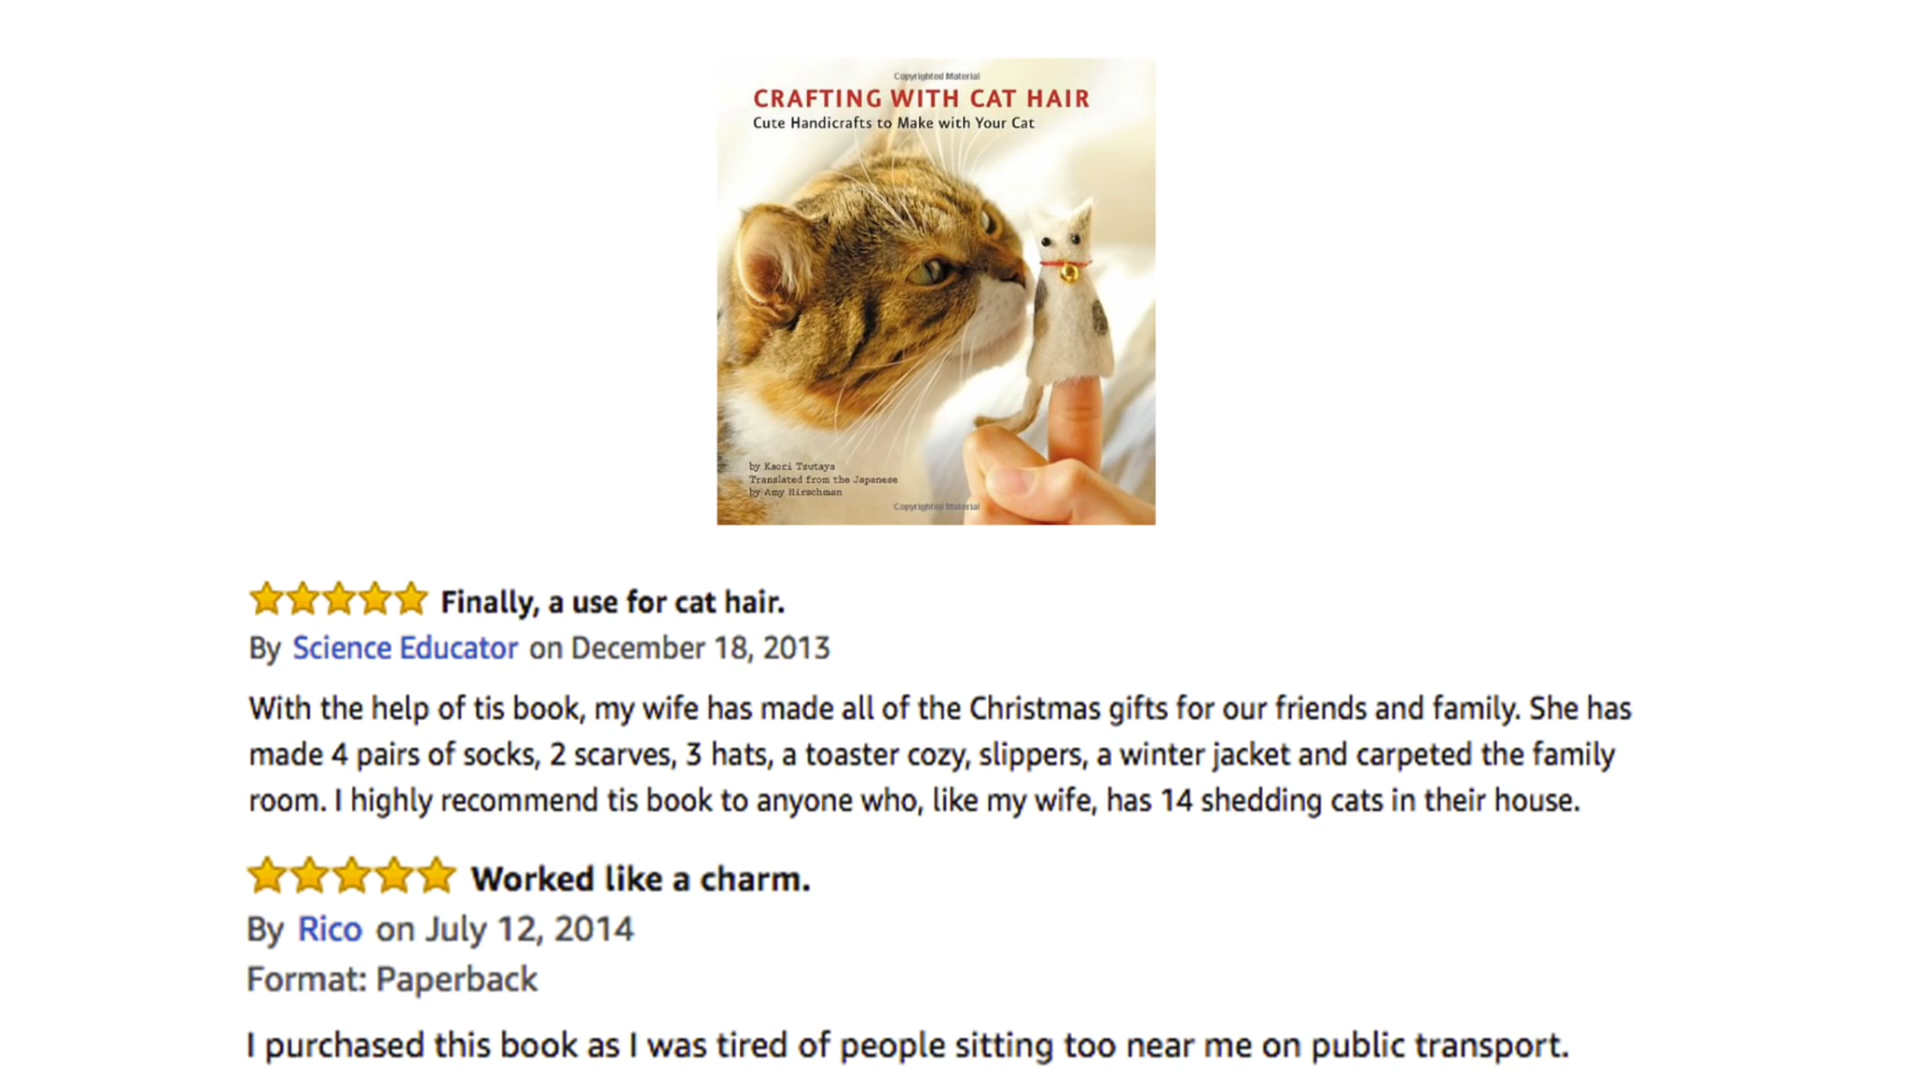 Copyrighted Material
CRAFTING WITH CAT HAIR
Cute Handicrafts to Make with Your Cat
by Kaori Tsutaya
Translated from the Japanese
by Amy Hirschman
Copyrighted Material
Finally, a use for cat hair.
By Science Educator on December 18, 2013
With the help of tis book, my wife has made all of the Christmas gifts for our friends and family. She has
made 4 pairs of socks, 2 scarves, 3 hats, a toaster cozy, slippers, a winter jacket and carpeted the family
room. I highly recommend tis book to anyone who, like my wife, has 14 shedding cats in their house.
Worked like a charm.
By Rico on July 12, 2014
Format: Paperback
I purchased this book as I was tired of people sitting too near me on public transport.